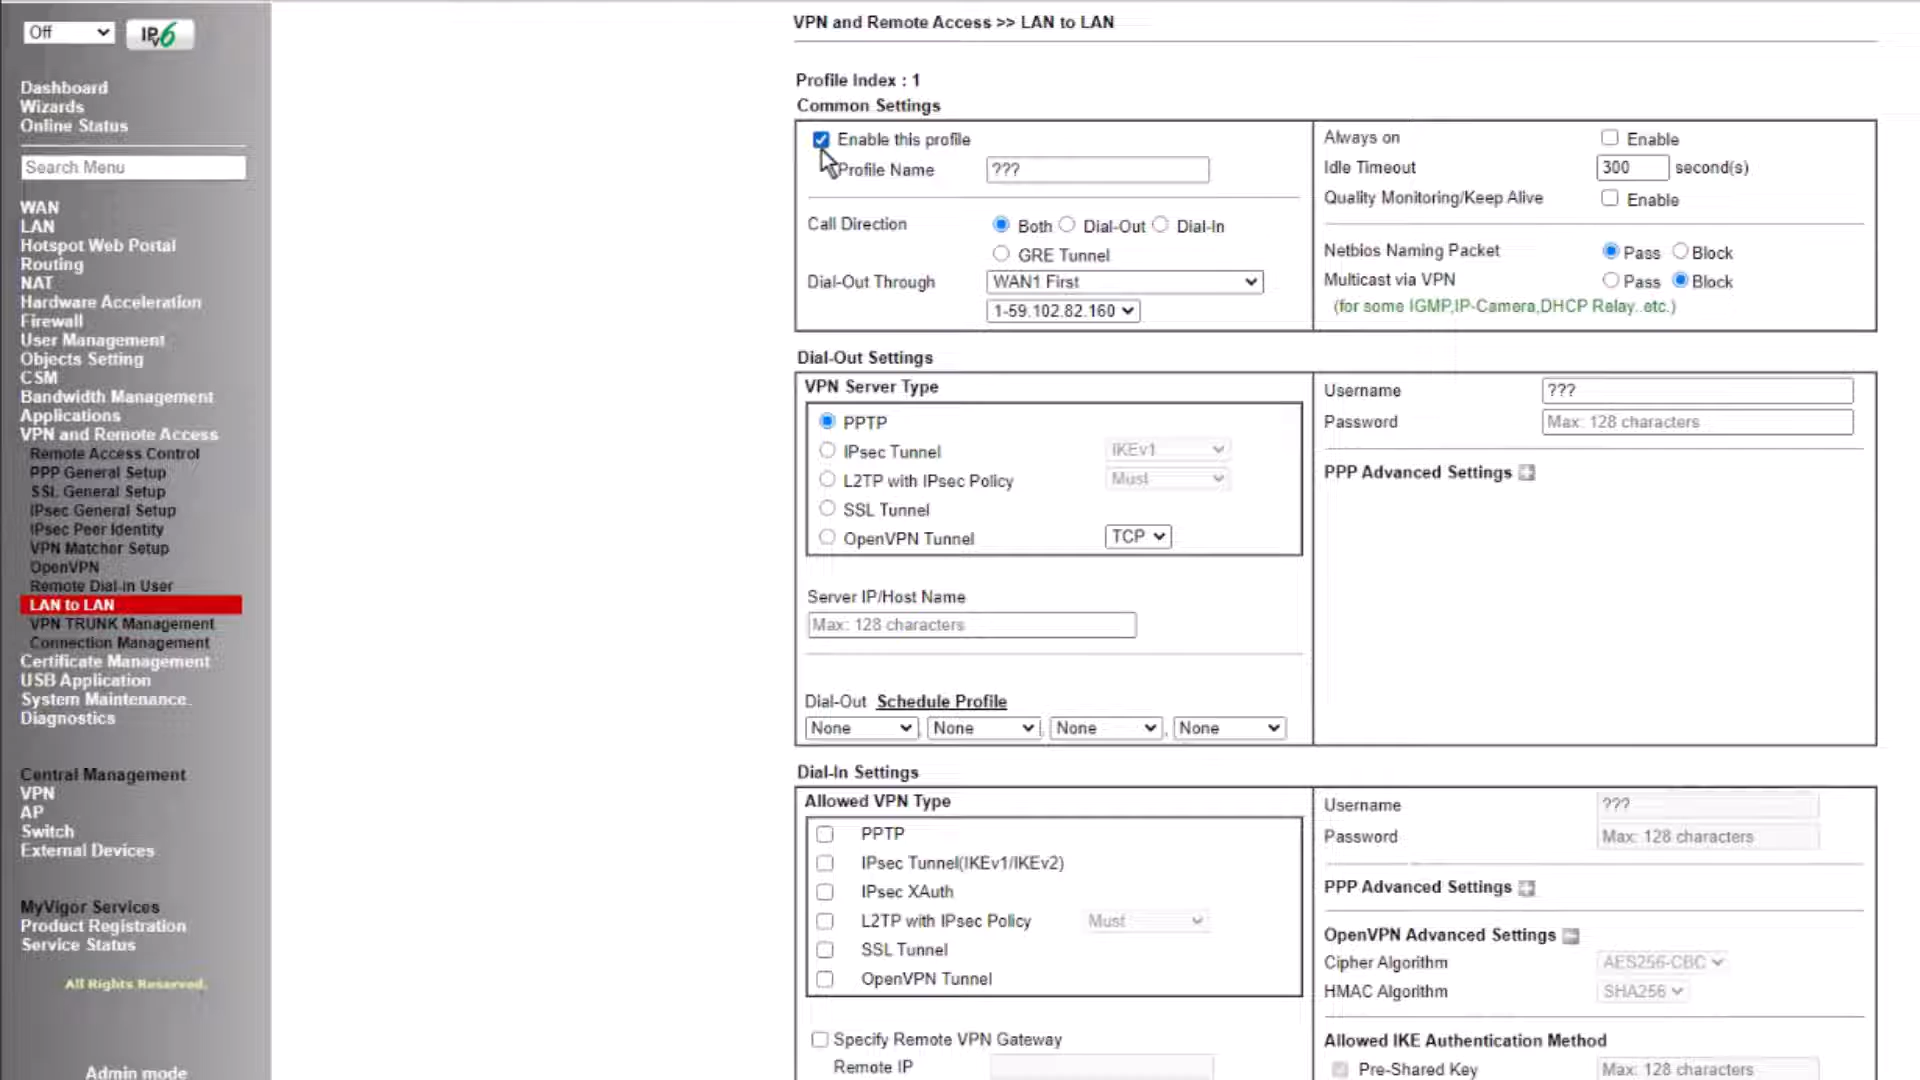 Off
IPv6
Dashboard
Wizards
Online Status
Search Menu
WAN
LAN
Hotspot Web Portal
Routing
NAT
Hardware Acceleration
Firewall
User Management
Objects Setting
CSM
Bandwidth Management
Applications
VPN and Remote Access
Remote Access Control
PPP General Setup
SSL General Setup
IPsec General Setup
IPsec Peer Identity
VPN Matcher Setup
OpenVPN
Remote Dial-in User
LAN to LAN
VPN TRUNK Management
Connection Management
Certificate Management
USB Application
System Maintenance
Diagnostics
Central Management
VPN
AP
Switch
External Devices
MyVigor Services
Product Registration
Service Status
All Rights Reserved.
Admin mode
VPN and Remote Access >> LAN to LAN
Profile Index : 1
Common Settings
Enable this profile
Profile Name ???
Call Direction Both Dial-Out Dial-In
GRE Tunnel
Dial-Out Through WAN1 First
1-59.102.82.160
Always on Enable
Idle Timeout 300 second(s)
Quality Monitoring/Keep Alive Enable
Netbios Naming Packet Pass Block
Multicast via VPN Pass Block
(for some IGMP,IP-Camera,DHCP Relay..etc.)
Dial-Out Settings
VPN Server Type
PPTP
IPsec Tunnel IKEv1
L2TP with IPsec Policy Must
SSL Tunnel
OpenVPN Tunnel TCP
Server IP/Host Name
Max: 128 characters
Dial-Out Schedule Profile
None , None , None , None
Username ???
Password Max: 128 characters
PPP Advanced Settings
Dial-In Settings
Allowed VPN Type
PPTP
IPsec Tunnel(IKEv1/IKEv2)
IPsec XAuth
L2TP with IPsec Policy Must
SSL Tunnel
OpenVPN Tunnel
Specify Remote VPN Gateway
Remote IP
Username ???
Password Max: 128 characters
PPP Advanced Settings
OpenVPN Advanced Settings
Cipher Algorithm AES256-CBC
HMAC Algorithm SHA256
Allowed IKE Authentication Method
Pre-Shared Key Max: 128 characters